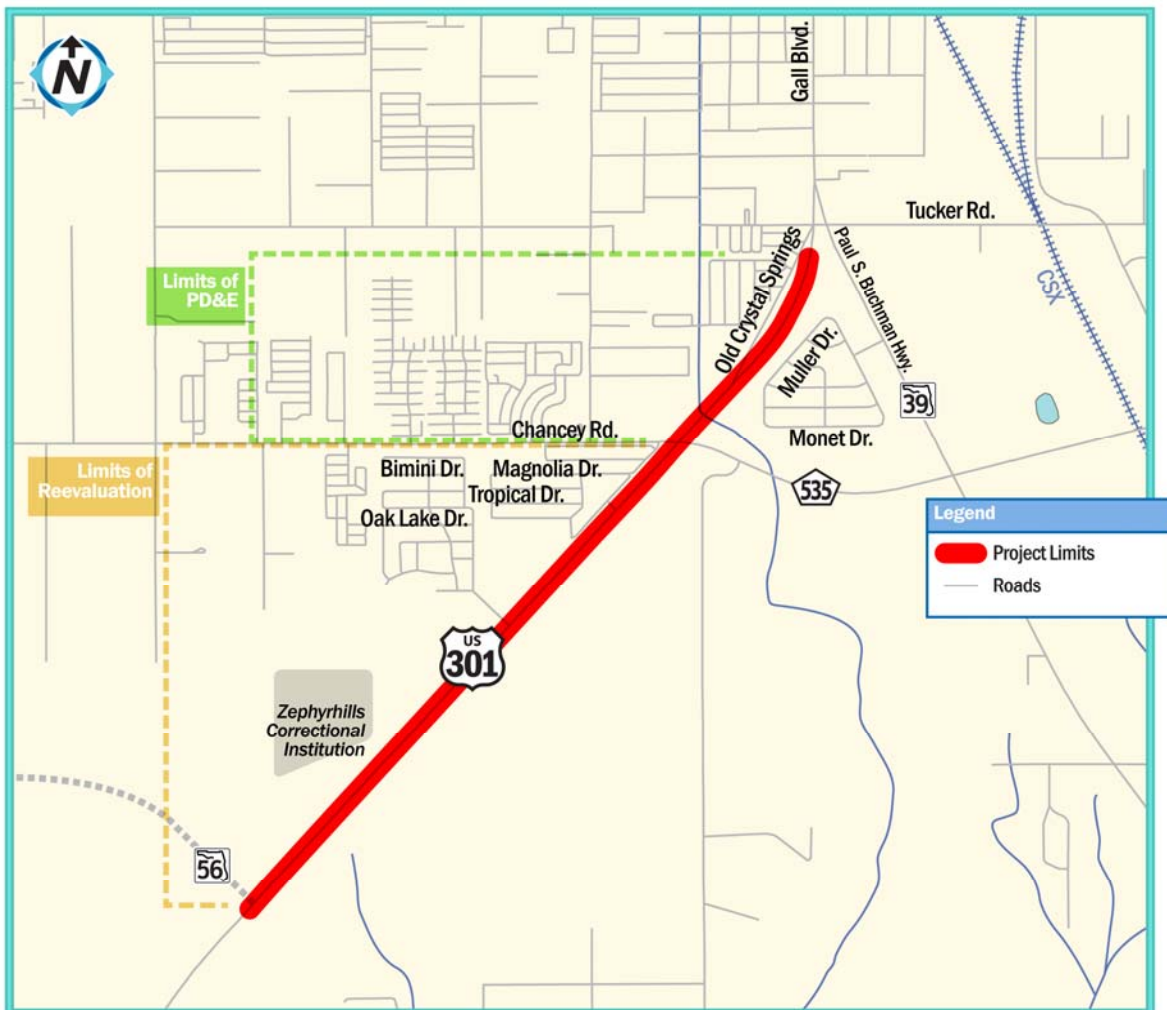 N
Gall Blvd.
Tucker Rd.
Limits of
PD&E
Old Crystal Springs
Paul S. Buchman Hwy.
CSX
Muller Dr.
39
Chancey Rd.
Monet Dr.
Limits of
Reevaluation
Bimini Dr.
Magnolia Dr.
Tropical Dr.
535
Oak Lake Dr.
Legend
Project Limits
Roads
US
301
Zephyrhills
Correctional
Institution
56